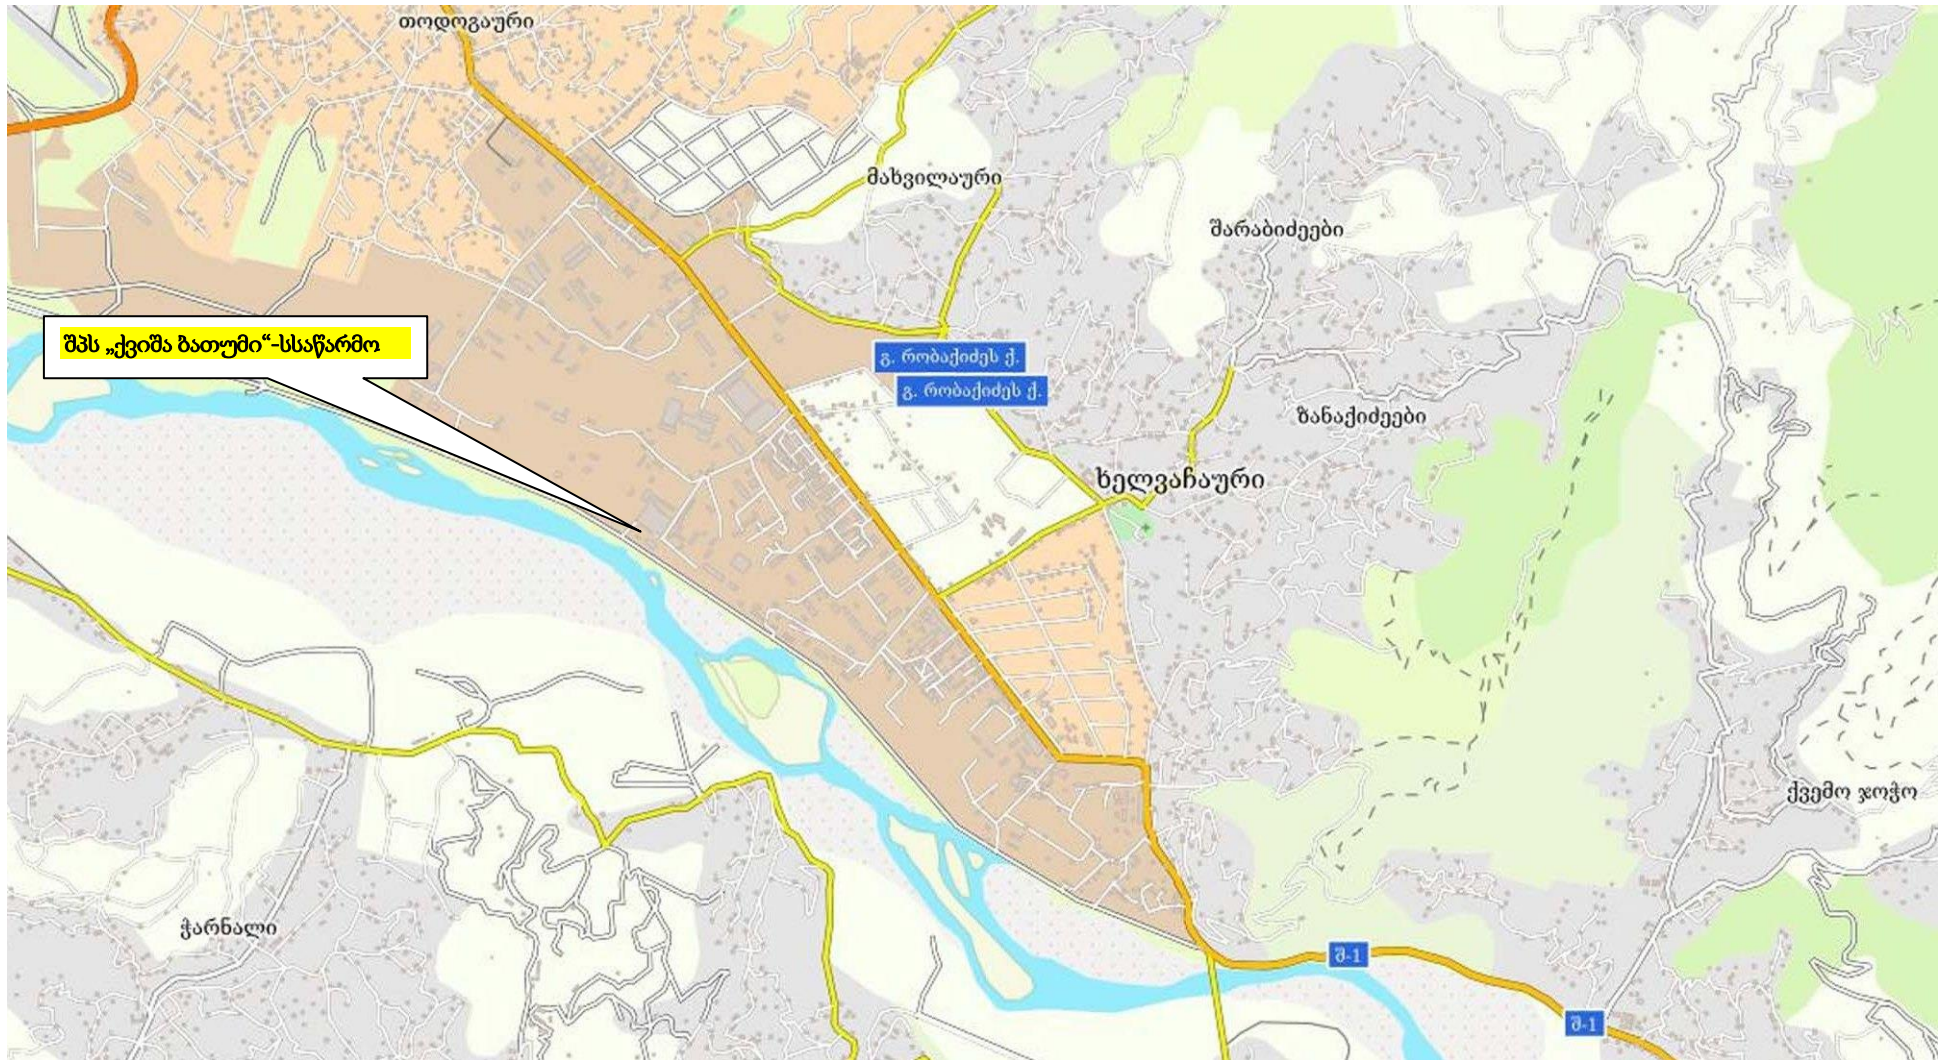 თოდოგაური
მახვილაური
შარაბიძეები
შპს „ქვიშა ბათუმი“-სსაწარმო
გ. რობაქიძეს ქ.
გ. რობაქიძეს ქ.
ზანაქიძეები
ხელვაჩაური
ქვემო ჯოჭო
ჭარნალი
შ-1
შ-1